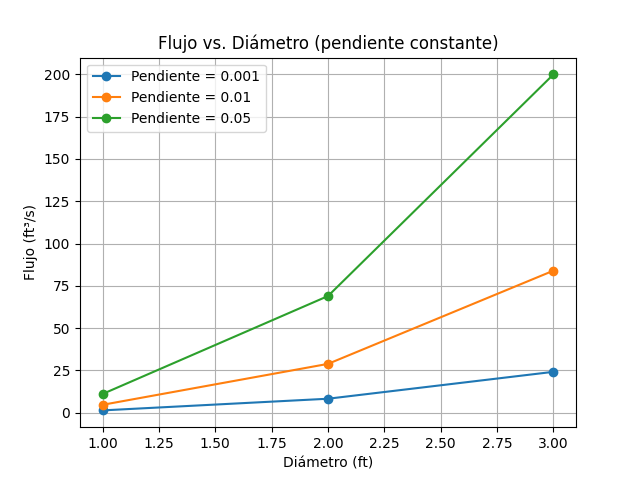 Flujo vs. Diámetro (pendiente constante)
Pendiente = 0.001
Pendiente = 0.01
Pendiente = 0.05
200
175
150
125
100
75
50
25
0
Flujo (ft³/s)
1.00 1.25 1.50 1.75 2.00 2.25 2.50 2.75 3.00
Diámetro (ft)